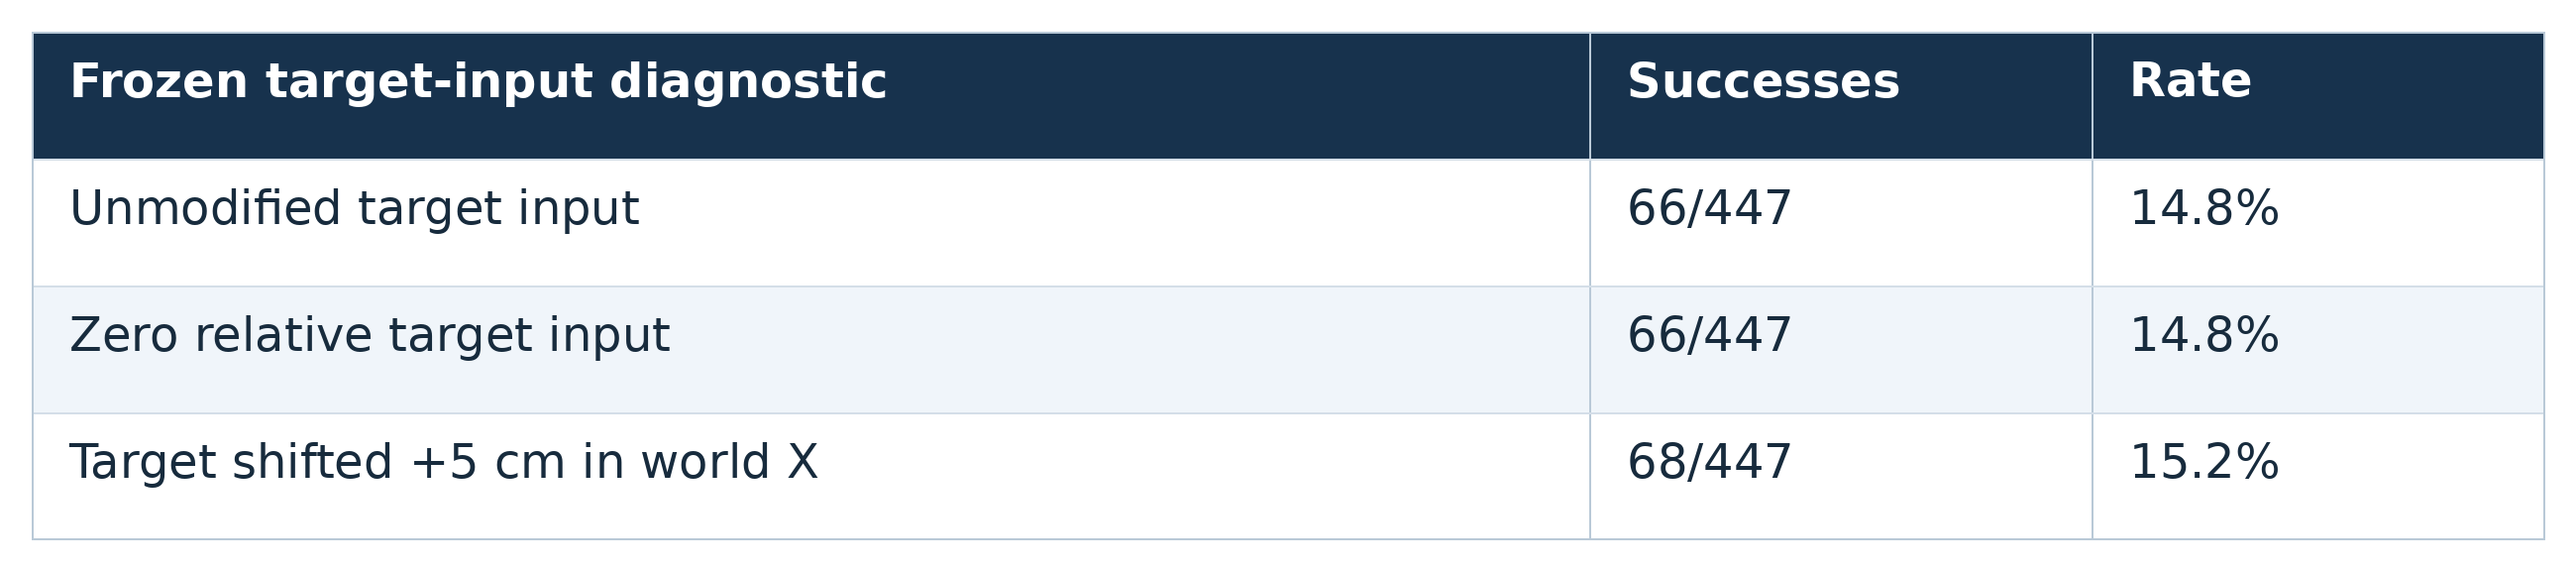 Frozen target-input diagnostic Successes Rate
Unmodified target input 66/447 14.8%
Zero relative target input 66/447 14.8%
Target shifted +5 cm in world X 68/447 15.2%